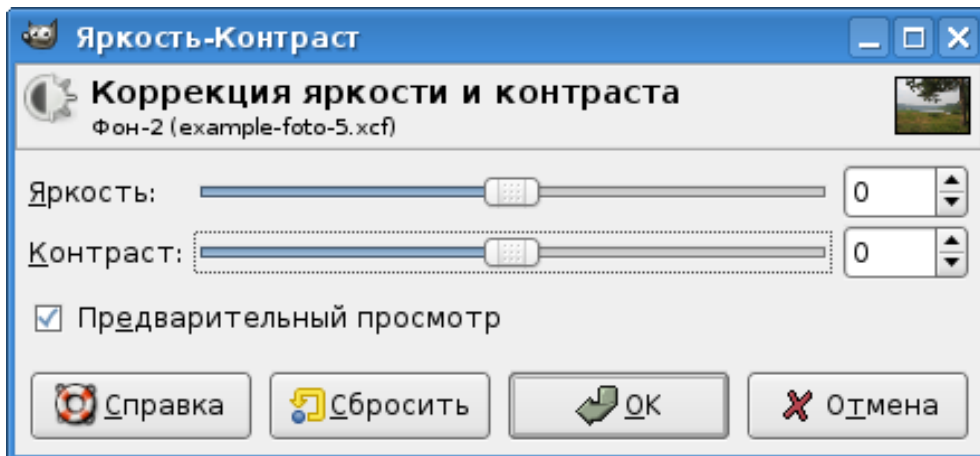 Яркость-Контраст
Коррекция яркости и контраста
Фон-2 (example-foto-5.xcf)
Яркость: 0
Контраст: 0
Предварительный просмотр
Справка Сбросить OK Отмена